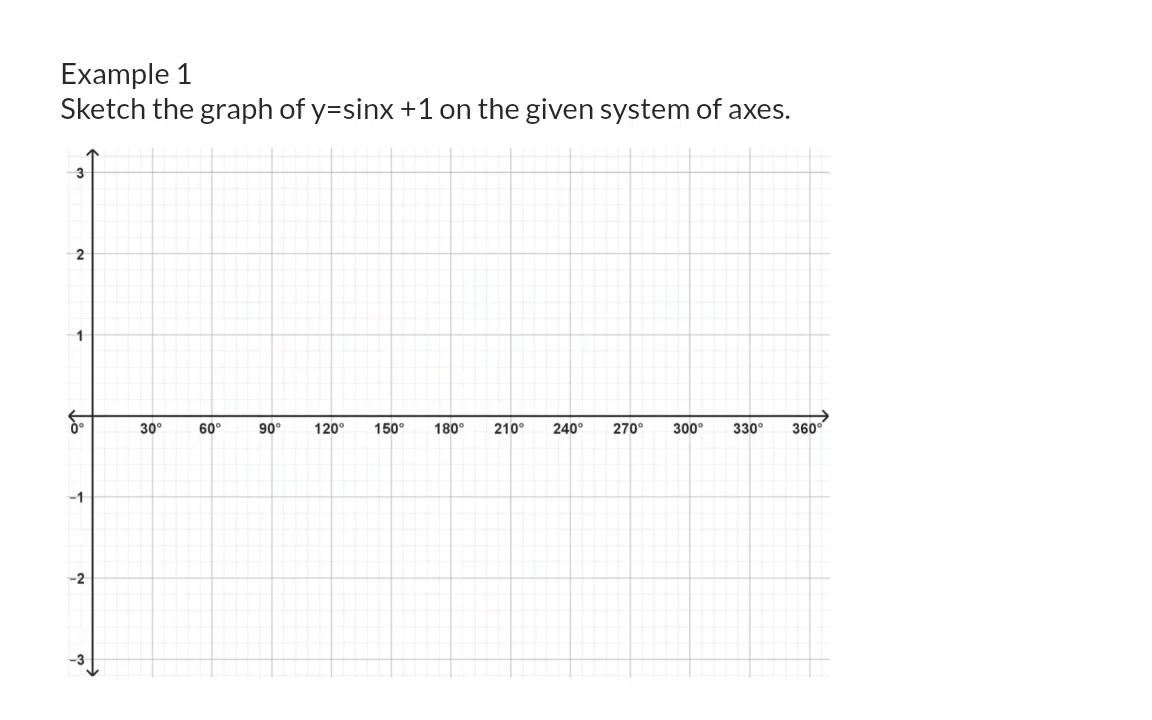 Example 1
Sketch the graph of y=sinx +1 on the given system of axes.
3
2
1
0° 30° 60° 90° 120° 150° 180° 210° 240° 270° 300° 330° 360°
-1
-2
-3